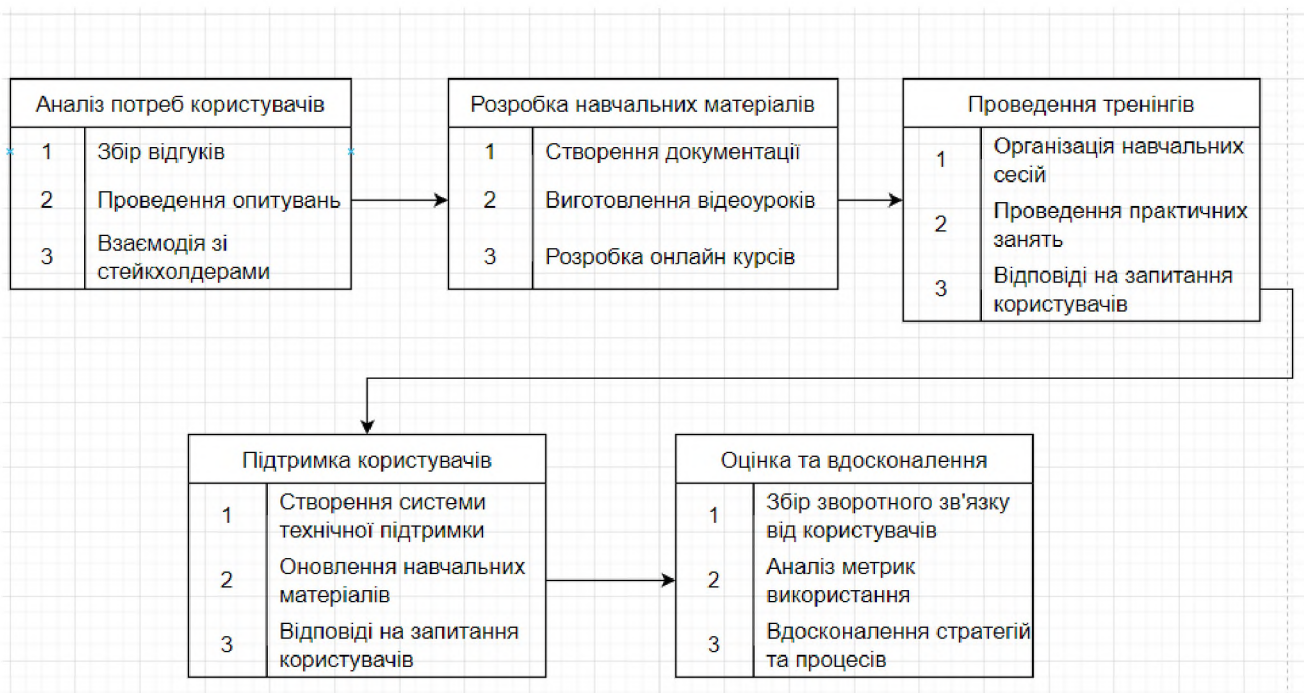 Аналіз потреб користувачів
1 Збір відгуків
2 Проведення опитувань
3 Взаємодія зі
стейкхолдерами
Розробка навчальних матеріалів
1 Створення документації
2 Виготовлення відеоуроків
3 Розробка онлайн курсів
Проведення тренінгів
1 Організація навчальних
сесій
2 Проведення практичних
занять
3 Відповіді на запитання
користувачів
Підтримка користувачів
1 Створення системи
технічної підтримки
2 Оновлення навчальних
матеріалів
3 Відповіді на запитання
користувачів
Оцінка та вдосконалення
1 Збір зворотного зв'язку
від користувачів
2 Аналіз метрик
використання
3 Вдосконалення стратегій
та процесів